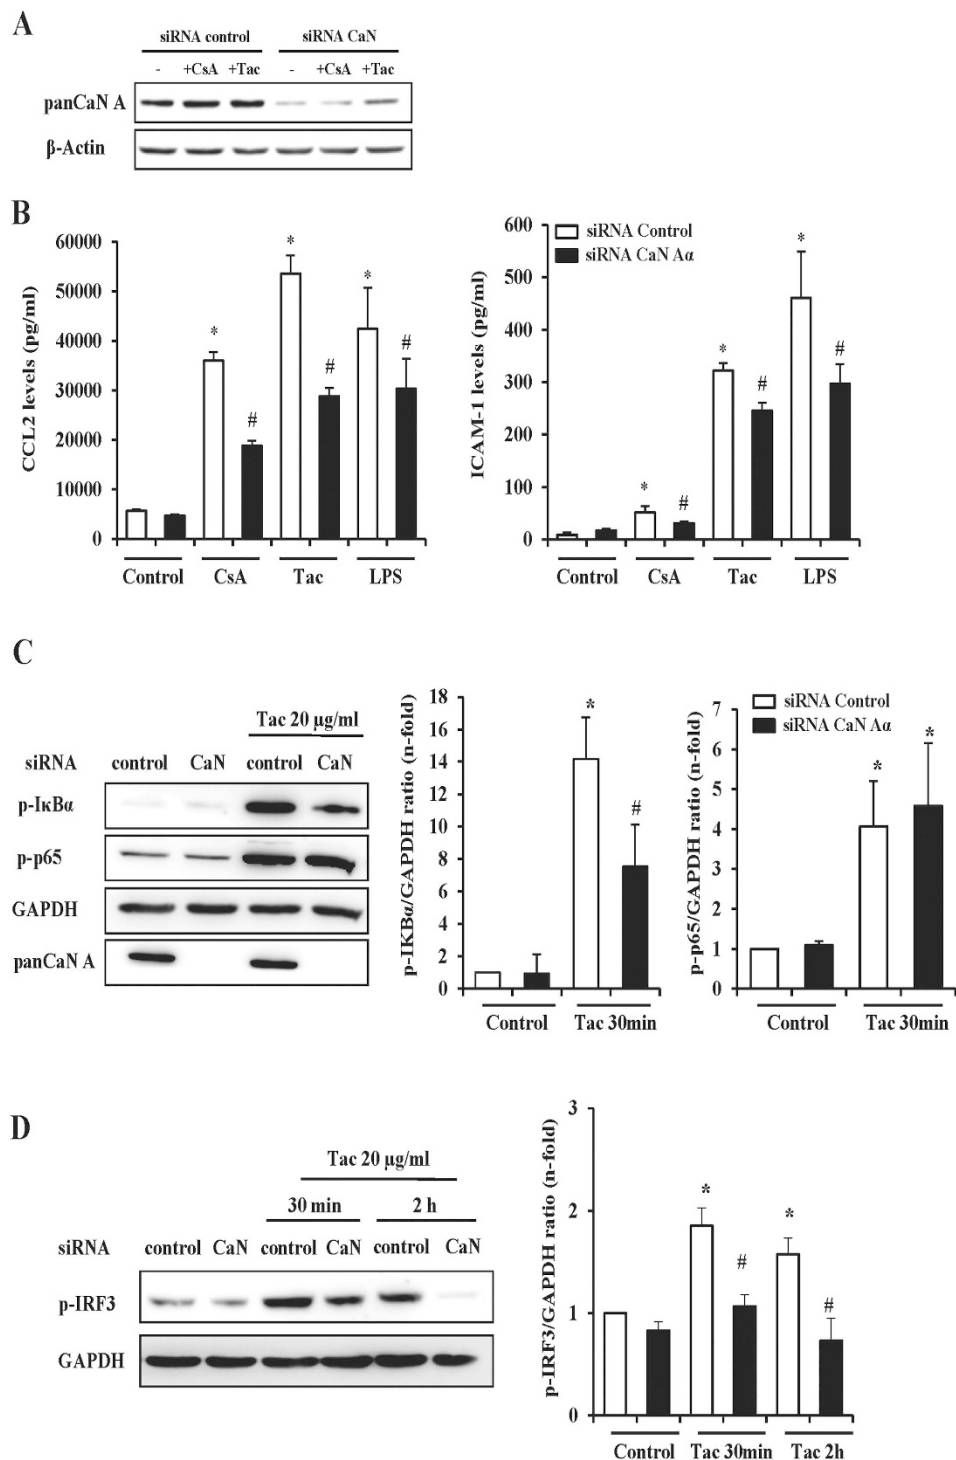 A
siRNA control siRNA CaN
- +CsA +Tac - +CsA +Tac
panCaN A
β-Actin
B
CCL2 levels (pg/ml)
60000
50000
40000
30000
20000
10000
0
* * * # # #
Control CsA Tac LPS
ICAM-1 levels (pg/ml)
600
500
400
300
200
100
0
siRNA Control
siRNA CaN Aα
* * * # # #
Control CsA Tac LPS
C
Tac 20 µg/ml
siRNA control CaN control CaN
p-IκBα
p-p65
GAPDH
panCaN A
p-IKBα/GAPDH ratio (n-fold)
18
16
14
12
10
8
6
4
2
0
* #
Control Tac 30min
p-p65/GAPDH ratio (n-fold)
7
6
5
4
3
2
1
0
siRNA Control
siRNA CaN Aα
* *
Control Tac 30min
D
Tac 20 µg/ml
30 min 2 h
siRNA control CaN control CaN control CaN
p-IRF3
GAPDH
p-IRF3/GAPDH ratio (n-fold)
3
2
1
0
* # * #
Control Tac 30min Tac 2h